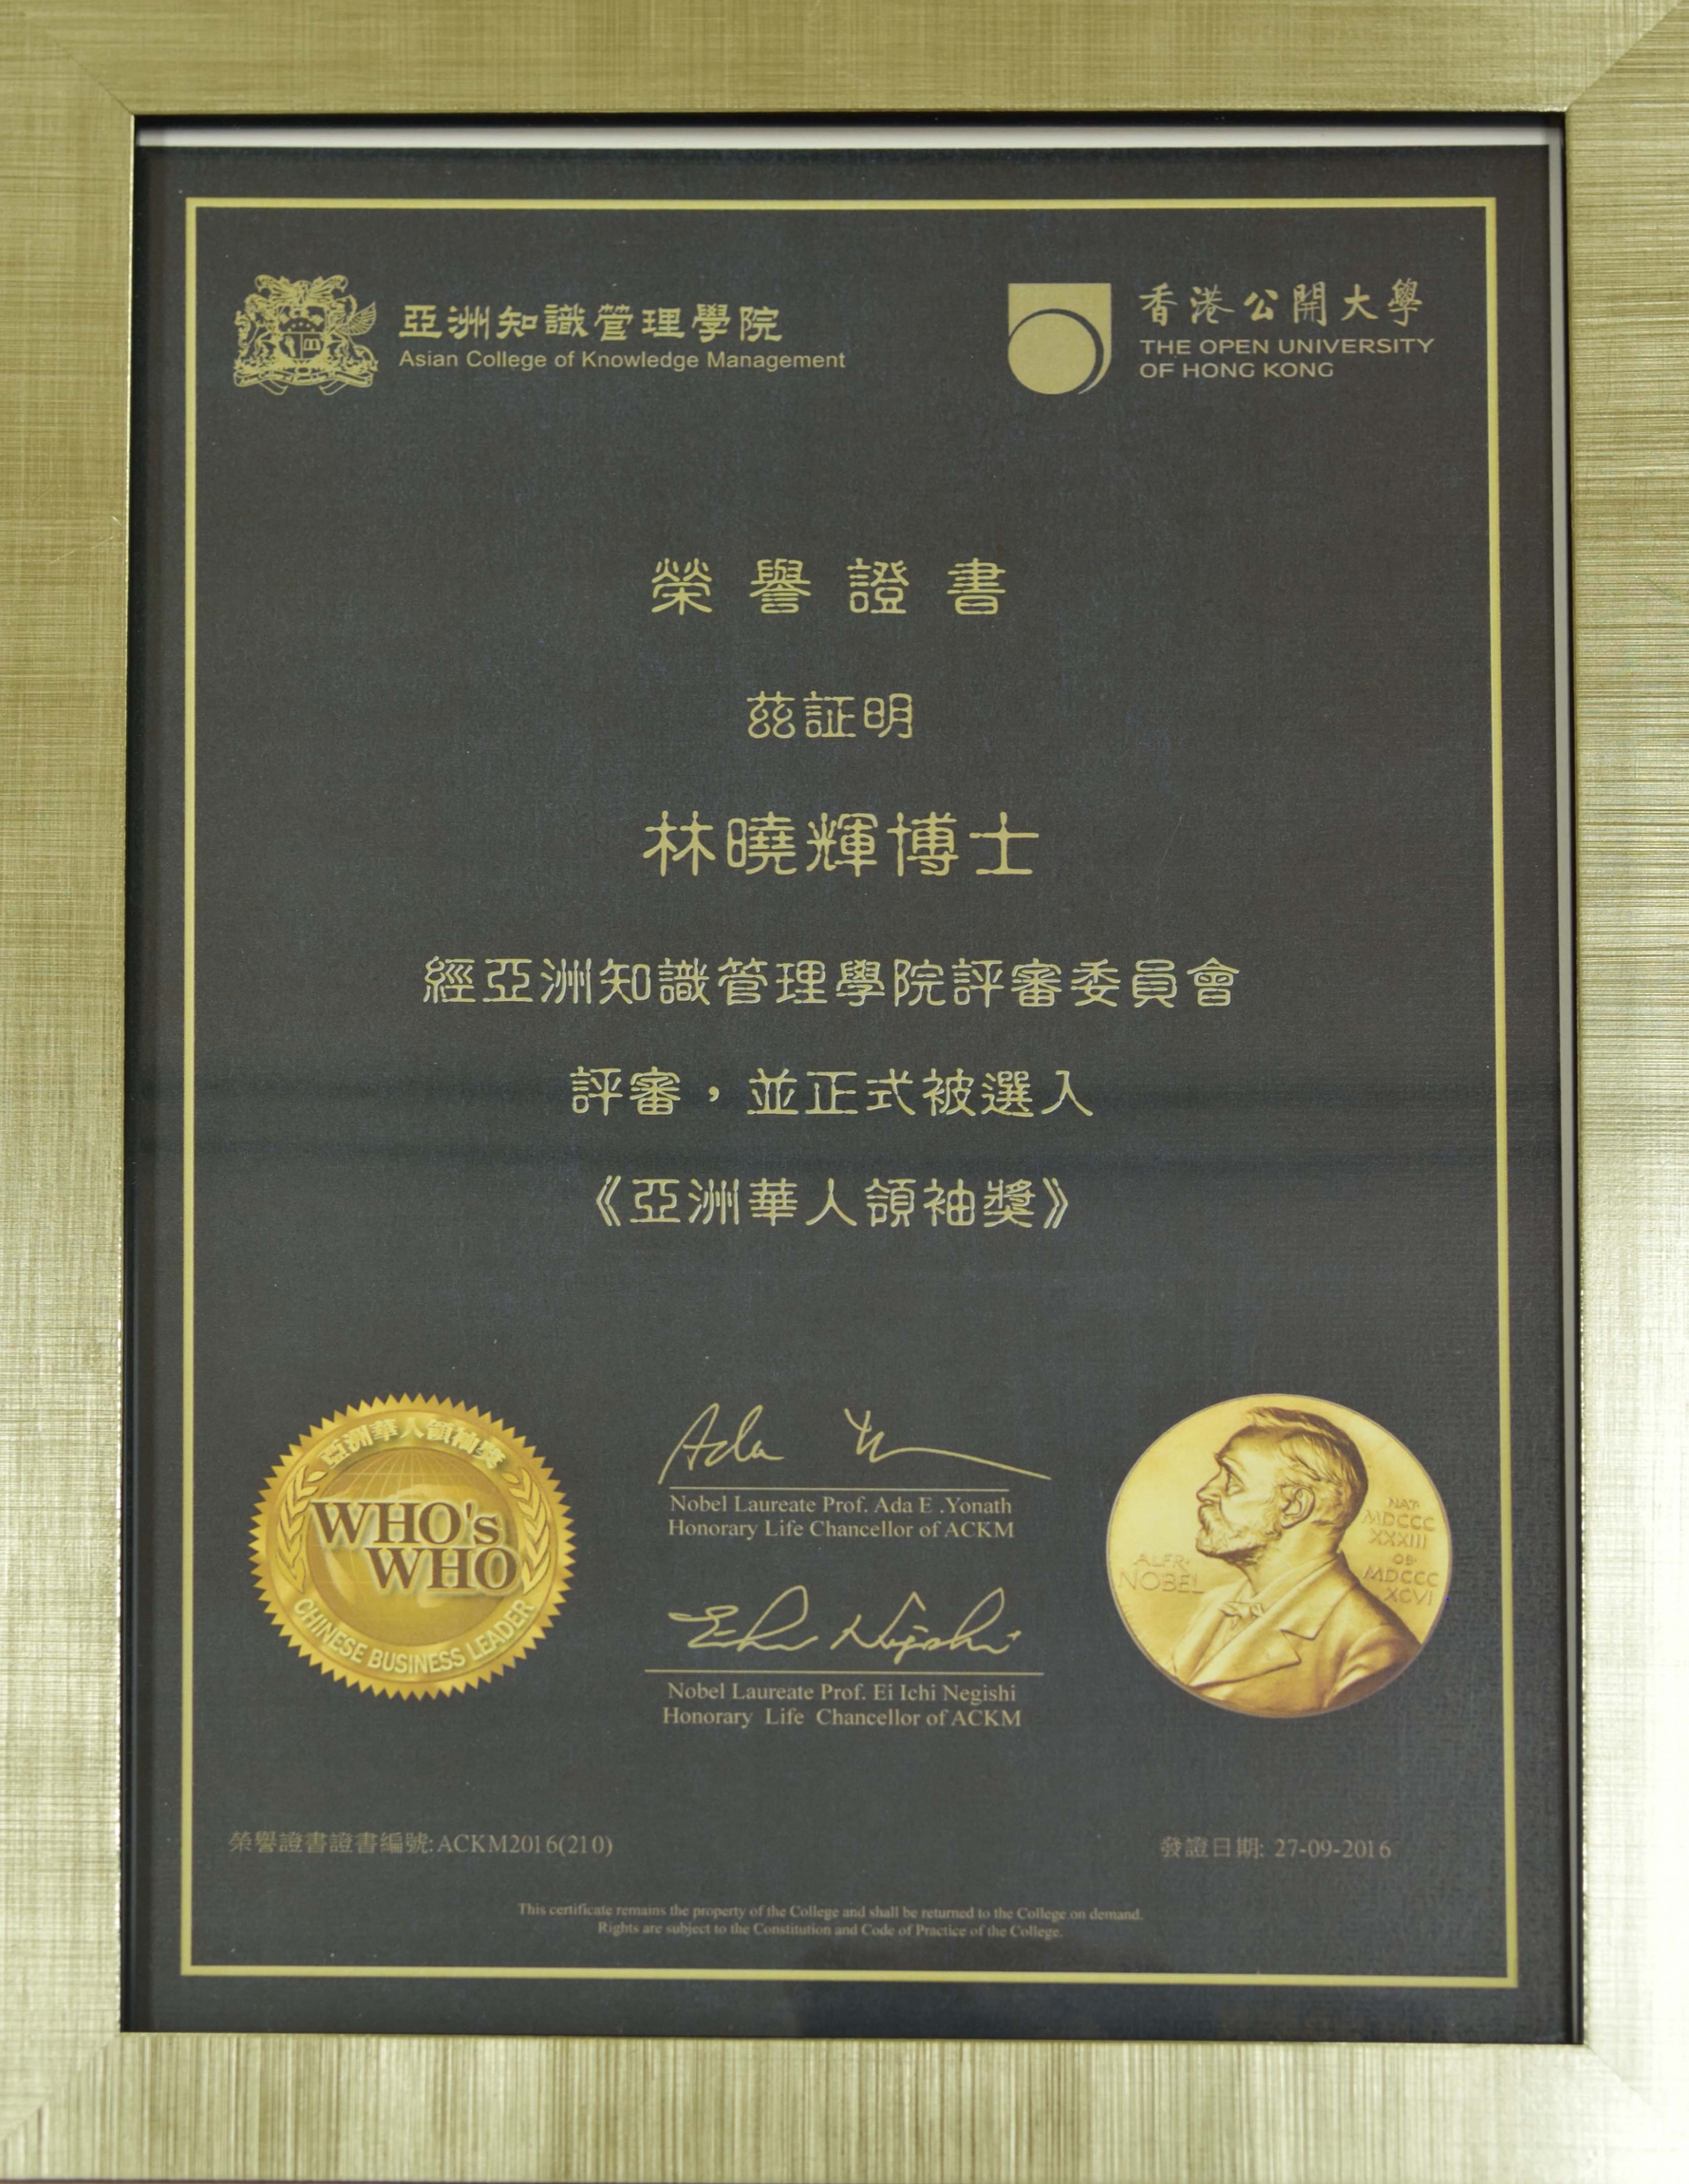 亞洲知識管理學院
Asian College of Knowledge Management
香港公開大學
THE OPEN UNIVERSITY
OF HONG KONG
榮譽證書
茲証明
林曉輝博士
經亞洲知識管理學院評審委員會
評審，並正式被選入
《亞洲華人領袖獎》
亞洲華人領袖獎
WHO's
WHO
CHINESE BUSINESS LEADER
Ada
Nobel Laureate Prof. Ada E .Yonath
Honorary Life Chancellor of ACKM
Ei Negishi
Nobel Laureate Prof. Ei Ichi Negishi
Honorary Life Chancellor of ACKM
ALFR·
NOBEL
NAT·
MDCCC
XXXIII
OB·
MDCCC
XCVI
榮譽證書證書編號:ACKM2016(210)
發證日期: 27-09-2016
This certificate remains the property of the College and shall be returned to the College on demand.
Rights are subject to the Constitution and Code of Practice of the College.